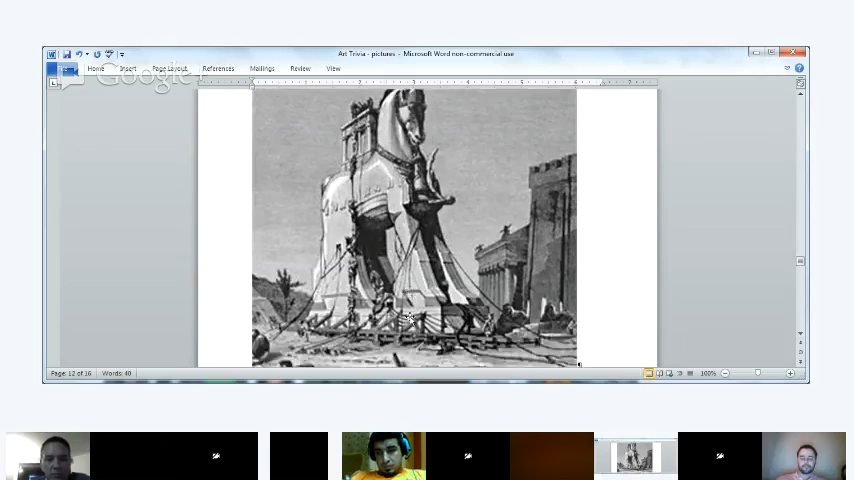 Art Trivia - pictures - Microsoft Word non-commercial use
Home Insert Page Layout References Mailings Review View
Google+
Page: 12 of 16 Words: 40 100%